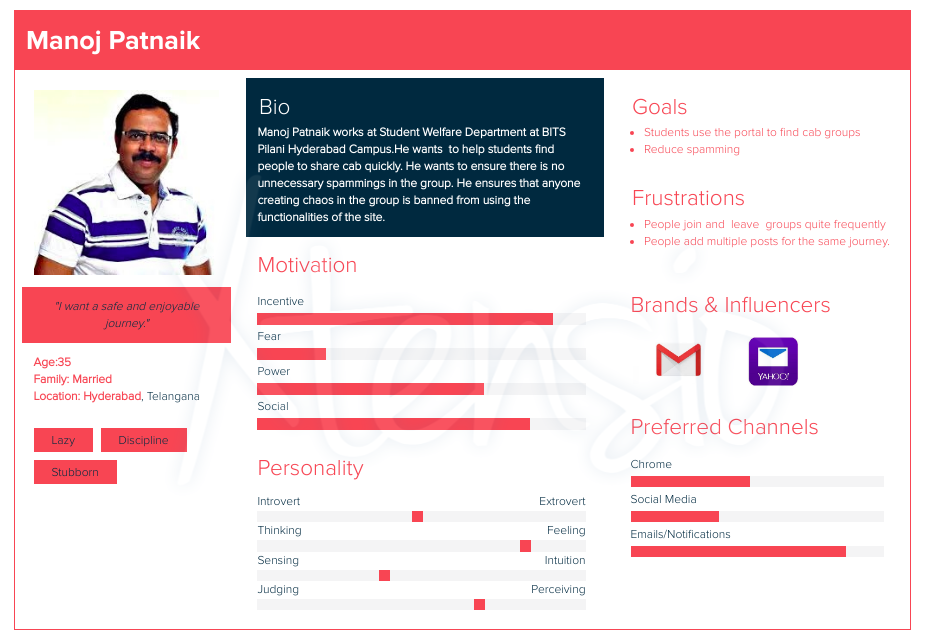 Manoj Patnaik
"I want a safe and enjoyable
journey."
Age:35
Family: Married
Location: Hyderabad, Telangana
Lazy
Discipline
Stubborn
Bio
Manoj Patnaik works at Student Welfare Department at BITS
Pilani Hyderabad Campus.He wants  to help students find
people to share cab quickly. He wants to ensure there is no
unnecessary spammings in the group. He ensures that anyone
creating chaos in the group is banned from using the
functionalities of the site.
Motivation
Incentive
Fear
Power
Social
Personality
Introvert Extrovert
Thinking Feeling
Sensing Intuition
Judging Perceiving
Goals
• Students use the portal to find cab groups
• Reduce spamming
Frustrations
• People join and  leave  groups quite frequently
• People add multiple posts for the same journey.
Brands & Influencers
YAHOO!
Preferred Channels
Chrome
Social Media
Emails/Notifications
Xtensio